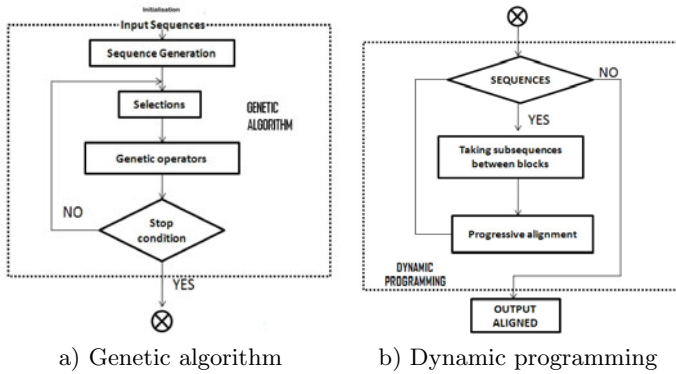 Initialisation
Input Sequences
Sequence Generation
Selections
GENETIC
ALGORITHM
Genetic operators
NO
Stop
condition
YES
a) Genetic algorithm
SEQUENCES
NO
YES
Taking subsequences
between blocks
Progressive alignment
DYNAMIC
PROGRAMMING
OUTPUT
ALIGNED
b) Dynamic programming